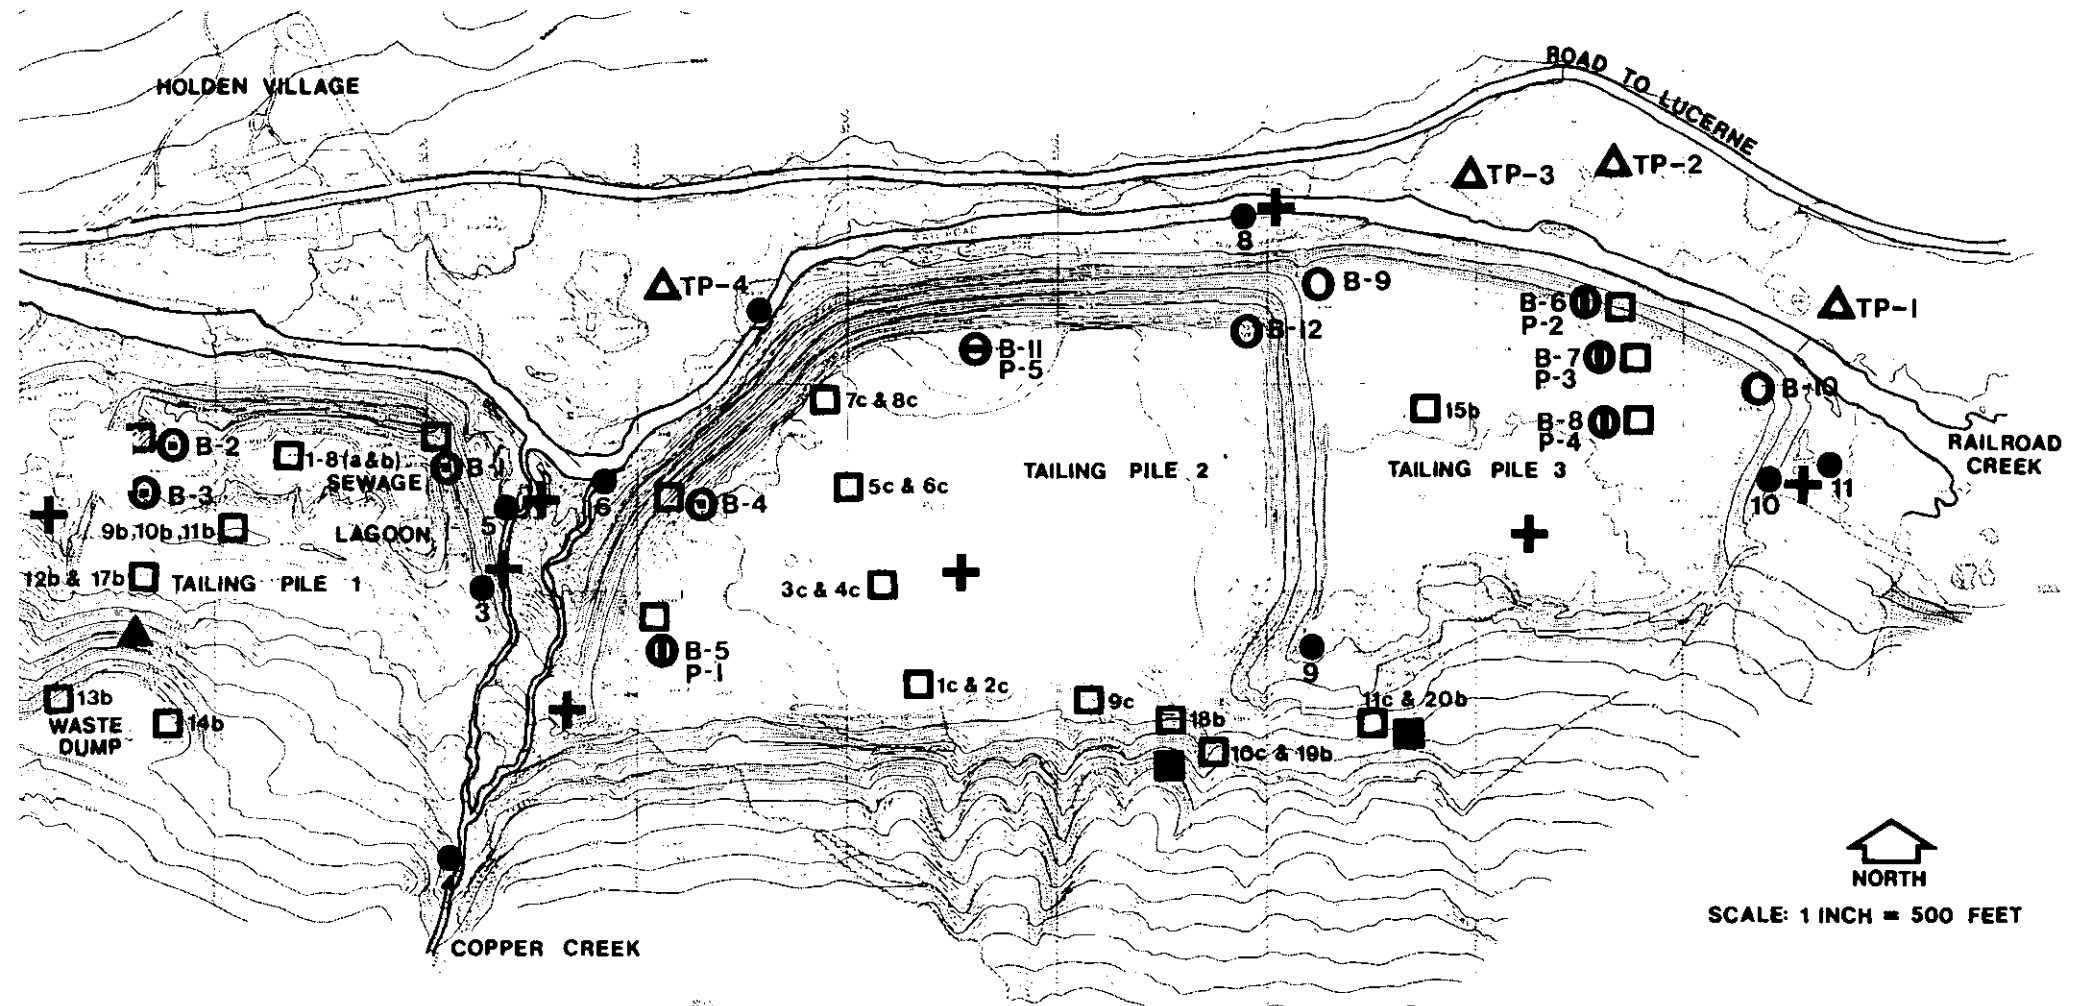 ROAD TO LUCERNE
HOLDEN VILLAGE
TP-3
TP-2
8
TP-4
B-9
B-6
P-2
TP-1
B-12
B-11
P-5
B-7
P-3
B-10
7c & 8c
15b
B-8
P-4
B-2
1-8(a&b)
B-1
SEWAGE
TAILING PILE 2
TAILING PILE 3
RAILROAD
CREEK
B-3
5
6
B-4
5c & 6c
10
11
9b,10b,11b
LAGOON
12b & 17b
TAILING PILE 1
3
3c & 4c
B-5
P-1
9
13b
WASTE
DUMP
14b
1c & 2c
9c
18b
11c & 20b
10c & 19b
4
COPPER CREEK
NORTH
SCALE: 1 INCH = 500 FEET